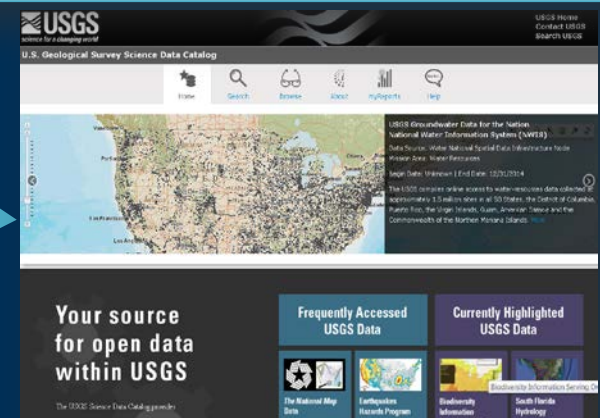 USGS
science for a changing world
USGS Home
Contact USGS
Search USGS
U.S. Geological Survey Science Data Catalog
Home Search Browse About myReports Help
USGS Groundwater Data for the Nation
National Water Information System (NWIS)
Data Source: Water National Spatial Data Infrastructure Node
Mission Area: Water Resources
Begin Date: Unknown | End Date: 12/31/2014
The USGS compiles online access to water-resources data collected at
approximately 1.5 million sites in all 50 States, the District of Columbia,
Puerto Rico, the Virgin Islands, Guam, American Samoa and the
Commonwealth of the Northern Mariana Islands.
Your source
for open data
within USGS
The USGS Science Data Catalog provides
Frequently Accessed
USGS Data
Currently Highlighted
USGS Data
The National Map
Data
Earthquakes
Hazards Program
Biodiversity
Information
Biodiversity Information Serving O
South Florida
Hydrology